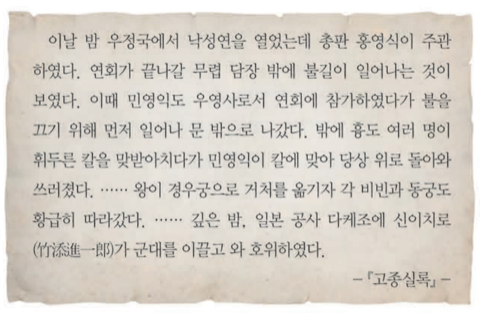 이날 밤 우정국에서 낙성연을 열었는데 총판 홍영식이 주관
하였다. 연회가 끝나갈 무렵 담장 밖에 불길이 일어나는 것이
보였다. 이때 민영익도 우영사로서 연회에 참가하였다가 불을
끄기 위해 먼저 일어나 문 밖으로 나갔다. 밖에 흉도 여러 명이
휘두른 칼을 맞받아치다가 민영익이 칼에 맞아 당상 위로 돌아와
쓰러졌다. …… 왕이 경우궁으로 거처를 옮기자 각 비빈과 동궁도
황급히 따라갔다. …… 깊은 밤, 일본 공사 다케조에 신이치로
(竹添進一郎)가 군대를 이끌고 와 호위하였다.
－『고종실록』－